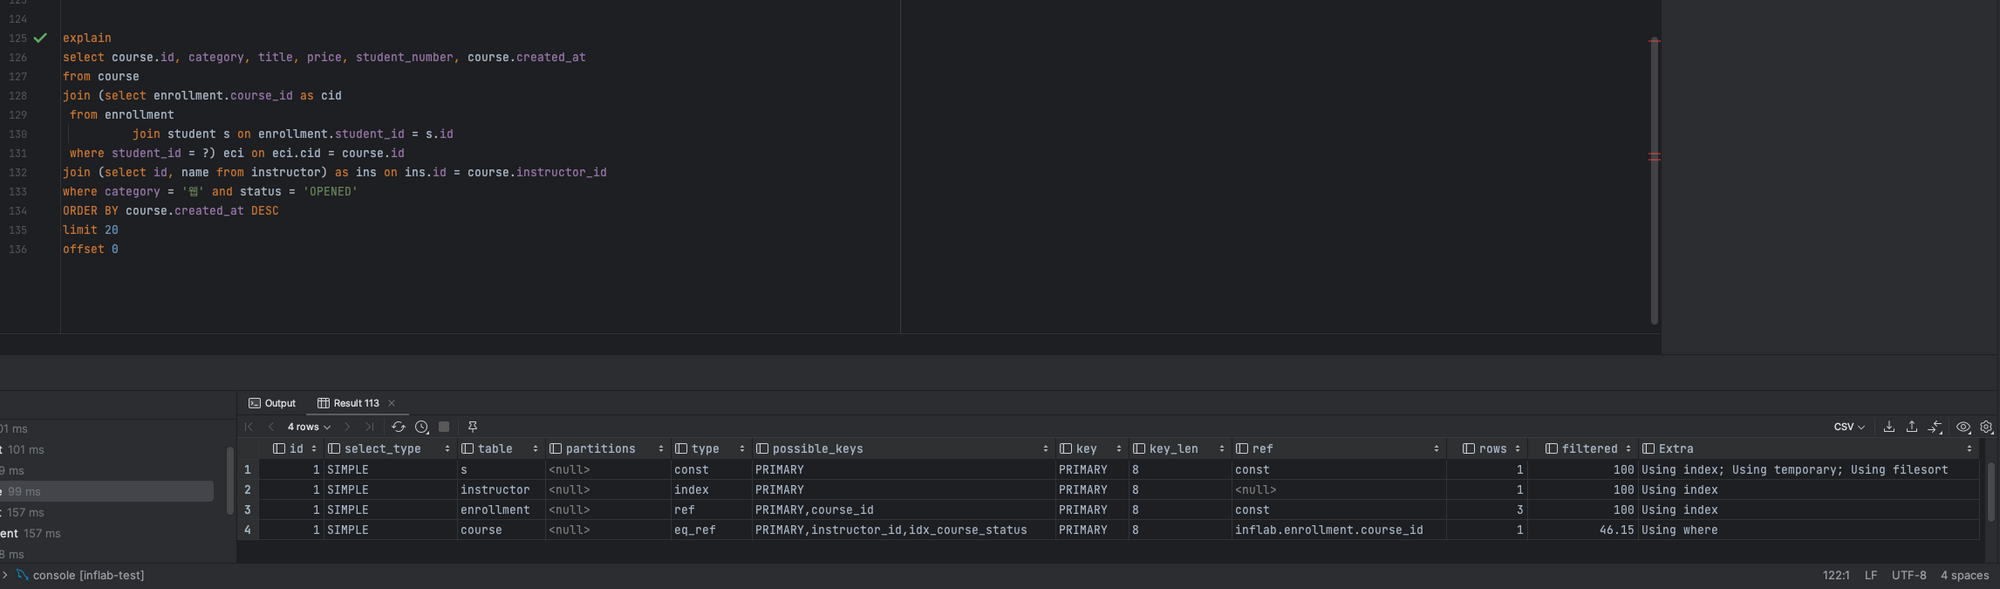 124
125 explain
126 select course.id, category, title, price, student_number, course.created_at
127 from course
128 join (select enrollment.course_id as cid
129 from enrollment
130 join student s on enrollment.student_id = s.id
131 where student_id = ?) eci on eci.cid = course.id
132 join (select id, name from instructor) as ins on ins.id = course.instructor_id
133 where category = '웹' and status = 'OPENED'
134 ORDER BY course.created_at DESC
135 limit 20
136 offset 0
Output Result 113
01 ms
4 rows CSV
t 101 ms
id select_type table partitions type possible_keys key key_len ref rows filtered Extra
9 ms
1 1 SIMPLE s <null> const PRIMARY PRIMARY 8 const 1 100 Using index; Using temporary; Using filesort
e 99 ms
2 1 SIMPLE instructor <null> index PRIMARY PRIMARY 8 <null> 1 100 Using index
t 157 ms
3 1 SIMPLE enrollment <null> ref PRIMARY,course_id PRIMARY 8 const 3 100 Using index
ent 157 ms
4 1 SIMPLE course <null> eq_ref PRIMARY,instructor_id,idx_course_status PRIMARY 8 inflab.enrollment.course_id 1 46.15 Using where
8 ms
console [inflab-test] 122:1 LF UTF-8 4 spaces